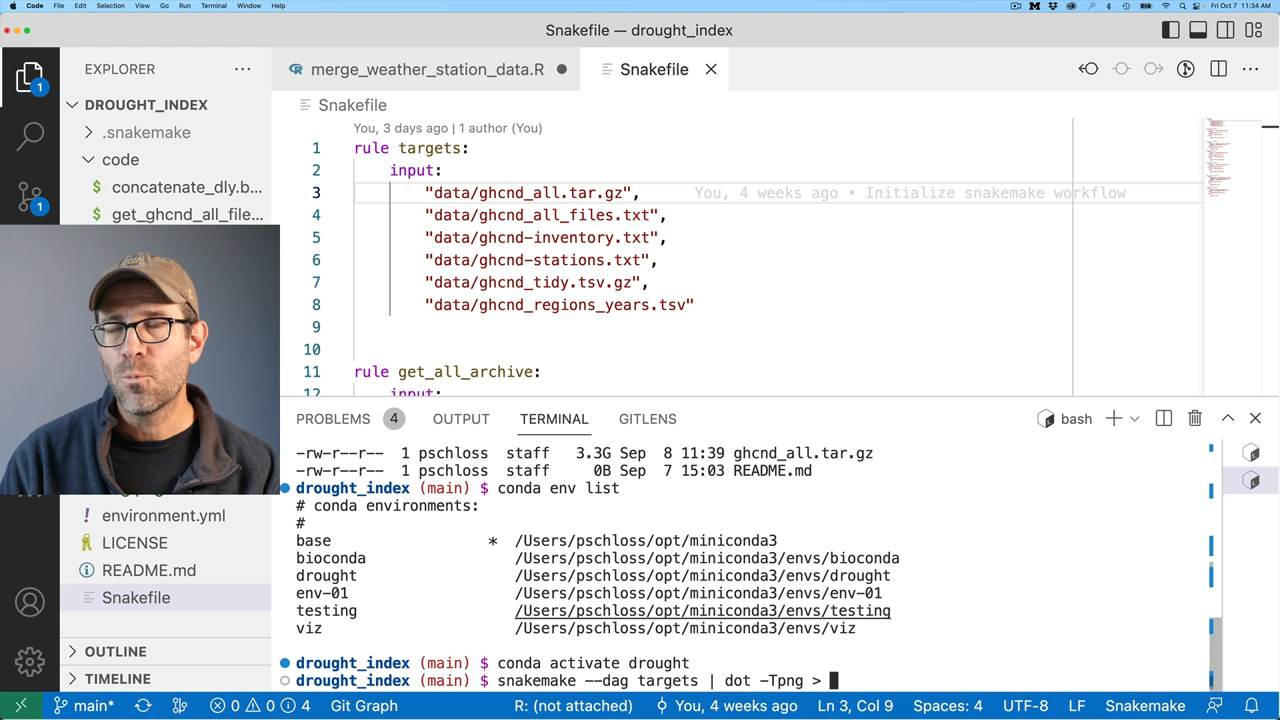 Code File Edit Selection View Go Run Terminal Window Help Fri Oct 7 11:34 AM
Snakefile — drought_index
EXPLORER
merge_weather_station_data.R
Snakefile
1
DROUGHT_INDEX
.snakemake
code
$ concatenate_dly.b...
1
$ get_ghcnd_all_file...
environment.yml
LICENSE
README.md
Snakefile
OUTLINE
TIMELINE
Snakefile
You, 3 days ago | 1 author (You)
1 rule targets:
2 input:
3 "data/ghcnd_all.tar.gz", You, 4 weeks ago • Initialize snakemake workflow
4 "data/ghcnd_all_files.txt",
5 "data/ghcnd-inventory.txt",
6 "data/ghcnd-stations.txt",
7 "data/ghcnd_tidy.tsv.gz",
8 "data/ghcnd_regions_years.tsv"
9
10
11 rule get_all_archive:
12 input:
PROBLEMS 4 OUTPUT TERMINAL GITLENS bash
-rw-r--r-- 1 pschloss staff 3.3G Sep 8 11:39 ghcnd_all.tar.gz
-rw-r--r-- 1 pschloss staff 0B Sep 7 15:03 README.md
drought_index (main) $ conda env list
# conda environments:
#
base * /Users/pschloss/opt/miniconda3
bioconda /Users/pschloss/opt/miniconda3/envs/bioconda
drought /Users/pschloss/opt/miniconda3/envs/drought
env-01 /Users/pschloss/opt/miniconda3/envs/env-01
testing /Users/pschloss/opt/miniconda3/envs/testing
viz /Users/pschloss/opt/miniconda3/envs/viz
drought_index (main) $ conda activate drought
drought_index (main) $ snakemake --dag targets | dot -Tpng >
main* 0 0 4 Git Graph R: (not attached) You, 4 weeks ago Ln 3, Col 9 Spaces: 4 UTF-8 LF Snakemake